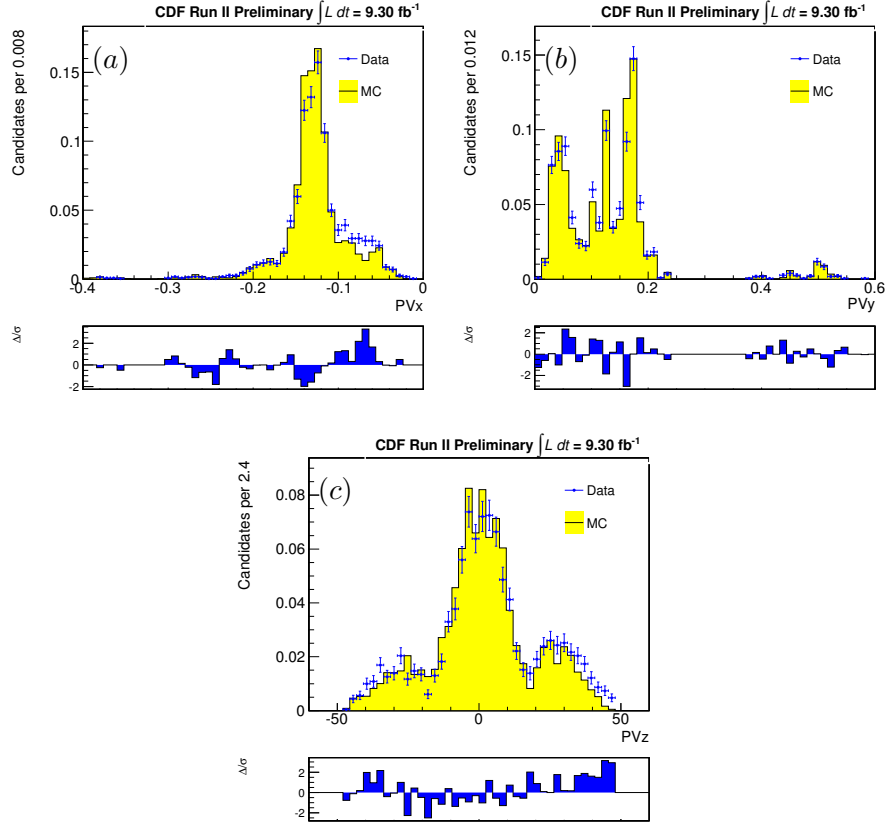 CDF Run II Preliminary ∫L dt = 9.30 fb⁻¹
(a)
Data
MC
Candidates per 0.008
0.15
0.1
0.05
0
-0.4 -0.3 -0.2 -0.1 0
PVx
Δ/σ
2
0
-2
CDF Run II Preliminary ∫L dt = 9.30 fb⁻¹
(b)
Data
MC
Candidates per 0.012
0.15
0.1
0.05
0
0 0.2 0.4 0.6
PVy
Δ/σ
2
0
-2
CDF Run II Preliminary ∫L dt = 9.30 fb⁻¹
(c)
Data
MC
Candidates per 2.4
0.08
0.06
0.04
0.02
0
-50 0 50
PVz
Δ/σ
2
0
-2